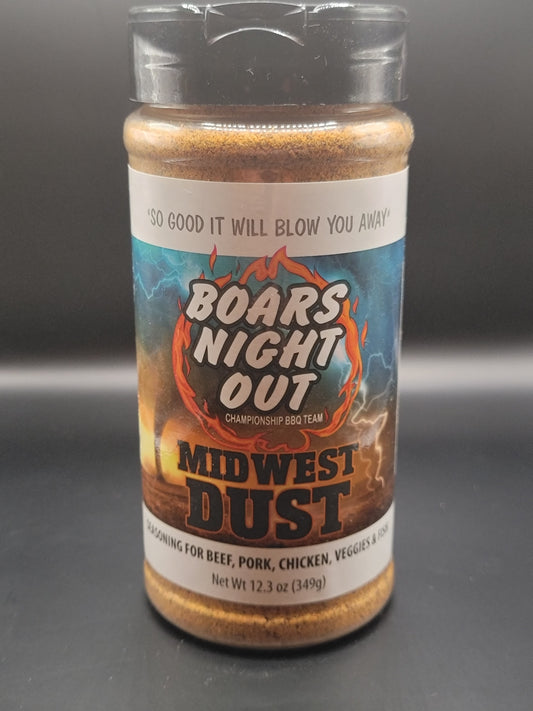 "SO GOOD IT WILL BLOW YOU AWAY"
BOARS
NIGHT
OUT
CHAMPIONSHIP BBQ TEAM
MIDWEST
DUST
SEASONING FOR BEEF, PORK, CHICKEN, VEGGIES & FISH
Net Wt 12.3 oz (349g)